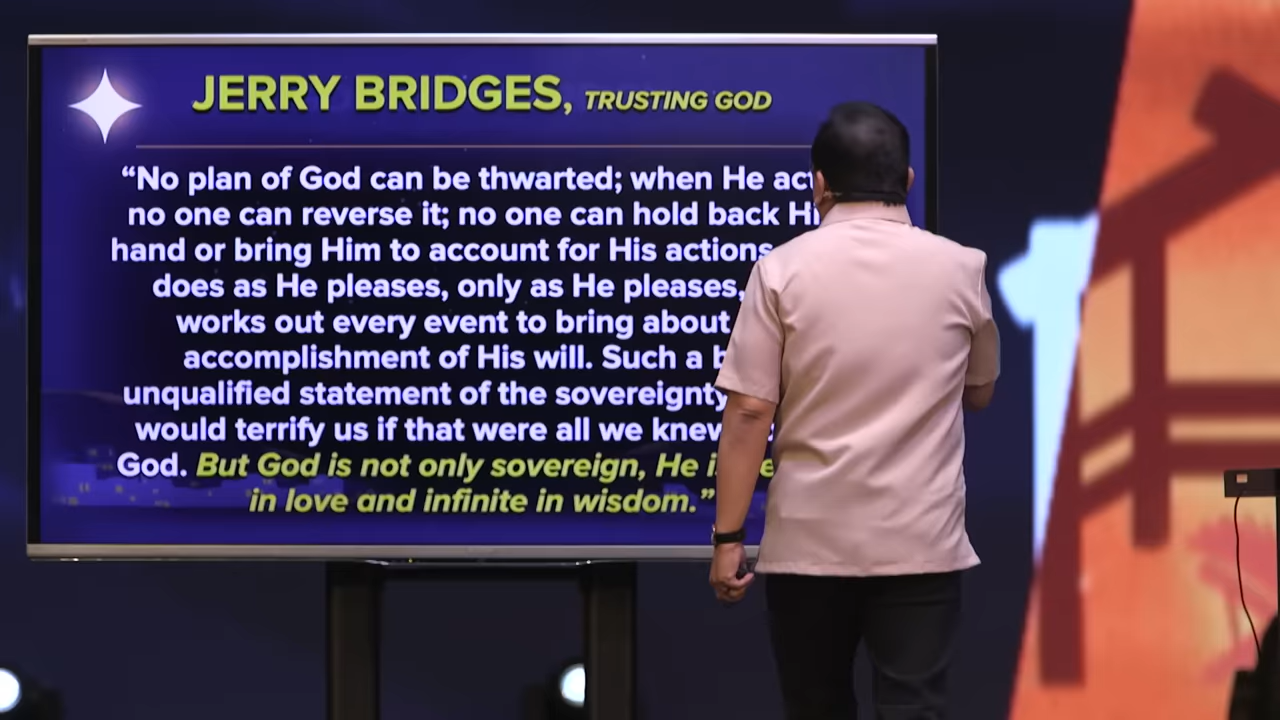 JERRY BRIDGES, TRUSTING GOD
“No plan of God can be thwarted; when He
no one can reverse it; no one can hold back
hand or bring Him to account for His actions
does as He pleases, only as He pleases,
works out every event to bring about
accomplishment of His will. Such a
unqualified statement of the sovereignty
would terrify us if that were all we knew
God. But God is not only sovereign, He
in love and infinite in wisdom.”